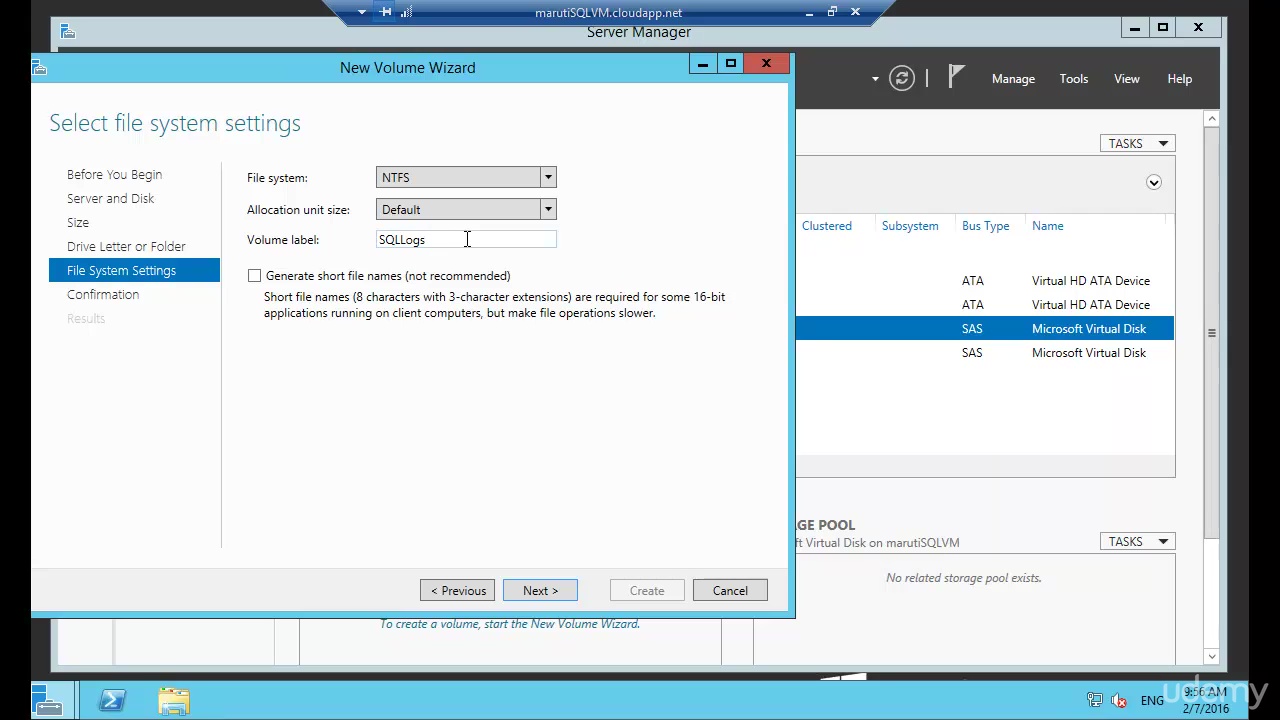 marutiSQLVM.cloudapp.net
Server Manager
New Volume Wizard
Manage Tools View Help
Select file system settings
TASKS
Before You Begin
Server and Disk
Size
Drive Letter or Folder
File System Settings
Confirmation
Results
File system: NTFS
Allocation unit size: Default
Volume label: SQLLogs
Generate short file names (not recommended)
Short file names (8 characters with 3-character extensions) are required for some 16-bit
applications running on client computers, but make file operations slower.
Clustered Subsystem Bus Type Name
ATA Virtual HD ATA Device
ATA Virtual HD ATA Device
SAS Microsoft Virtual Disk
SAS Microsoft Virtual Disk
< Previous Next > Create Cancel
To create a volume, start the New Volume Wizard.
AGE POOL
ft Virtual Disk on marutiSQLVM
TASKS
No related storage pool exists.
ENG
9:56 AM
2/7/2016
udemy